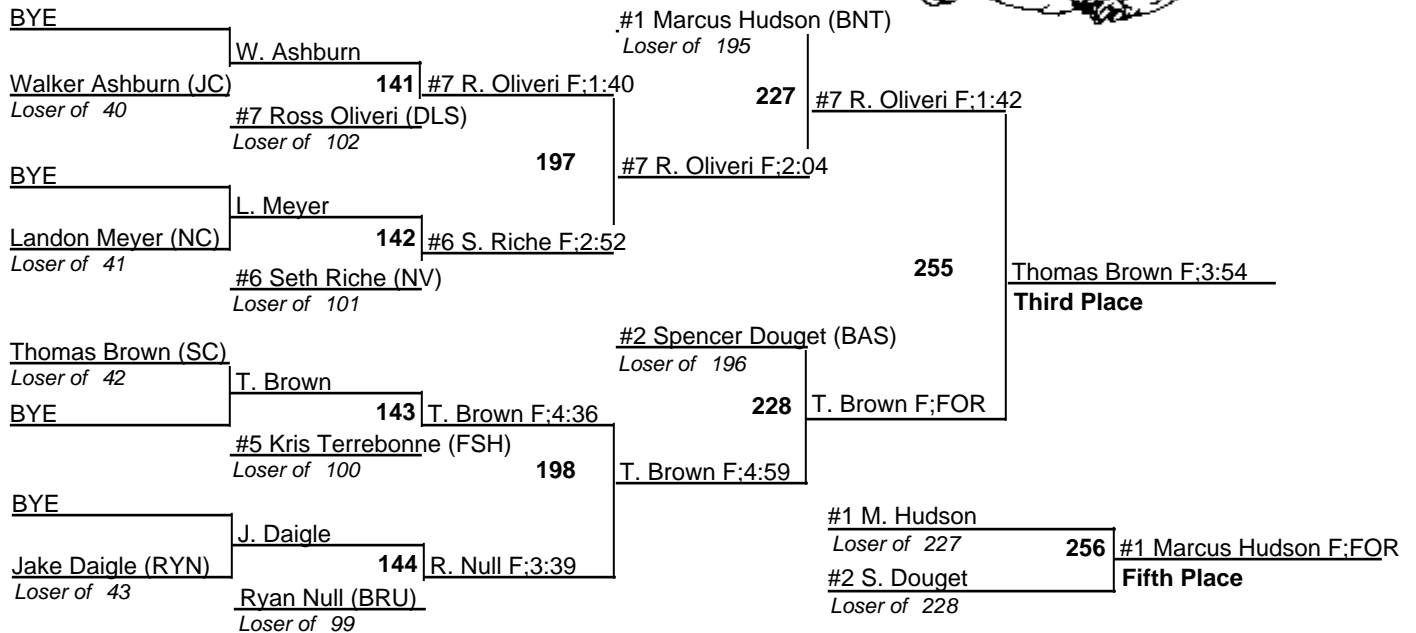 BYE
W. Ashburn
Walker Ashburn (JC)
Loser of 40
141
#7 R. Oliveri F;1:40
#7 Ross Oliveri (DLS)
Loser of 102
BYE
L. Meyer
Landon Meyer (NC)
Loser of 41
142
#6 S. Riche F;2:52
#6 Seth Riche (NV)
Loser of 101
197
#1 Marcus Hudson (BNT)
Loser of 195
227
#7 R. Oliveri F;1:42
#7 R. Oliveri F;2:04
Thomas Brown (SC)
Loser of 42
T. Brown
BYE
143
T. Brown F;4:36
#5 Kris Terrebonne (FSH)
Loser of 100
198
BYE
J. Daigle
Jake Daigle (RYN)
Loser of 43
144
R. Null F;3:39
Ryan Null (BRU)
Loser of 99
#2 Spencer Douget (BAS)
Loser of 196
228
T. Brown F;FOR
T. Brown F;4:59
255
Thomas Brown F;3:54
Third Place
#1 M. Hudson
Loser of 227
256
#1 Marcus Hudson F;FOR
#2 S. Douget
Fifth Place
Loser of 228